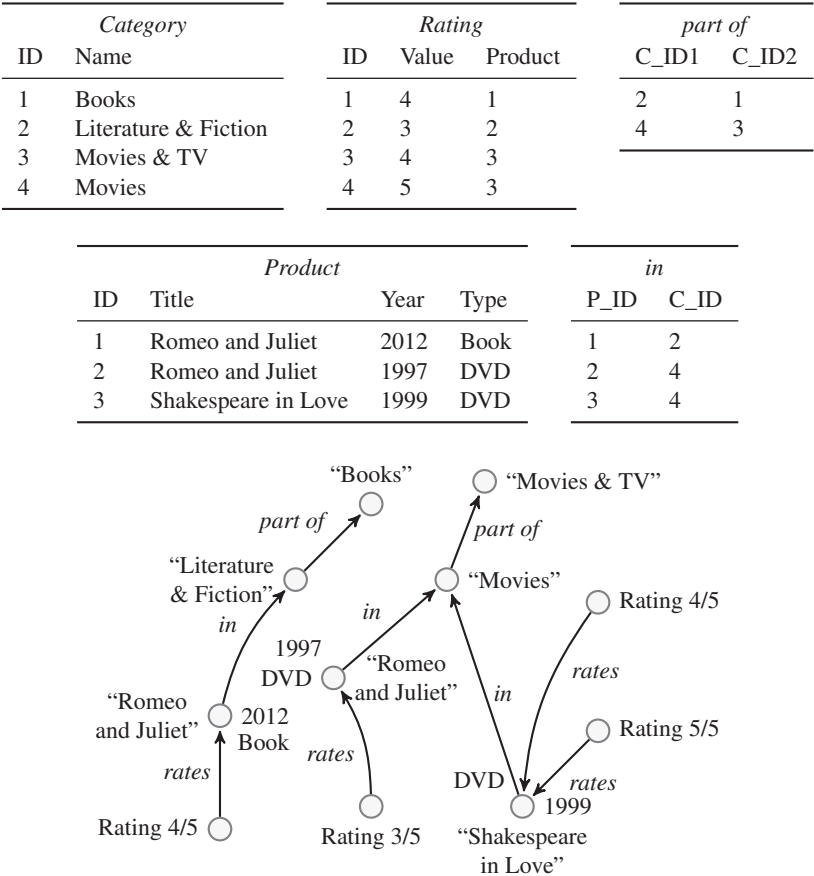 Category Rating part of
ID Name ID Value Product C_ID1 C_ID2
1 Books 1 4 1 2 1
2 Literature & Fiction 2 3 2 4 3
3 Movies & TV 3 4 3
4 Movies 4 5 3
Product in
ID Title Year Type P_ID C_ID
1 Romeo and Juliet 2012 Book 1 2
2 Romeo and Juliet 1997 DVD 2 4
3 Shakespeare in Love 1999 DVD 3 4
“Books”
“Movies & TV”
part of
part of
“Literature
& Fiction”
“Movies”
Rating 4/5
in
in
1997
DVD
“Romeo
and Juliet”
rates
in
“Romeo
and Juliet”
2012
Book
Rating 5/5
rates
rates
DVD
rates
1999
Rating 4/5
Rating 3/5
“Shakespeare
in Love”